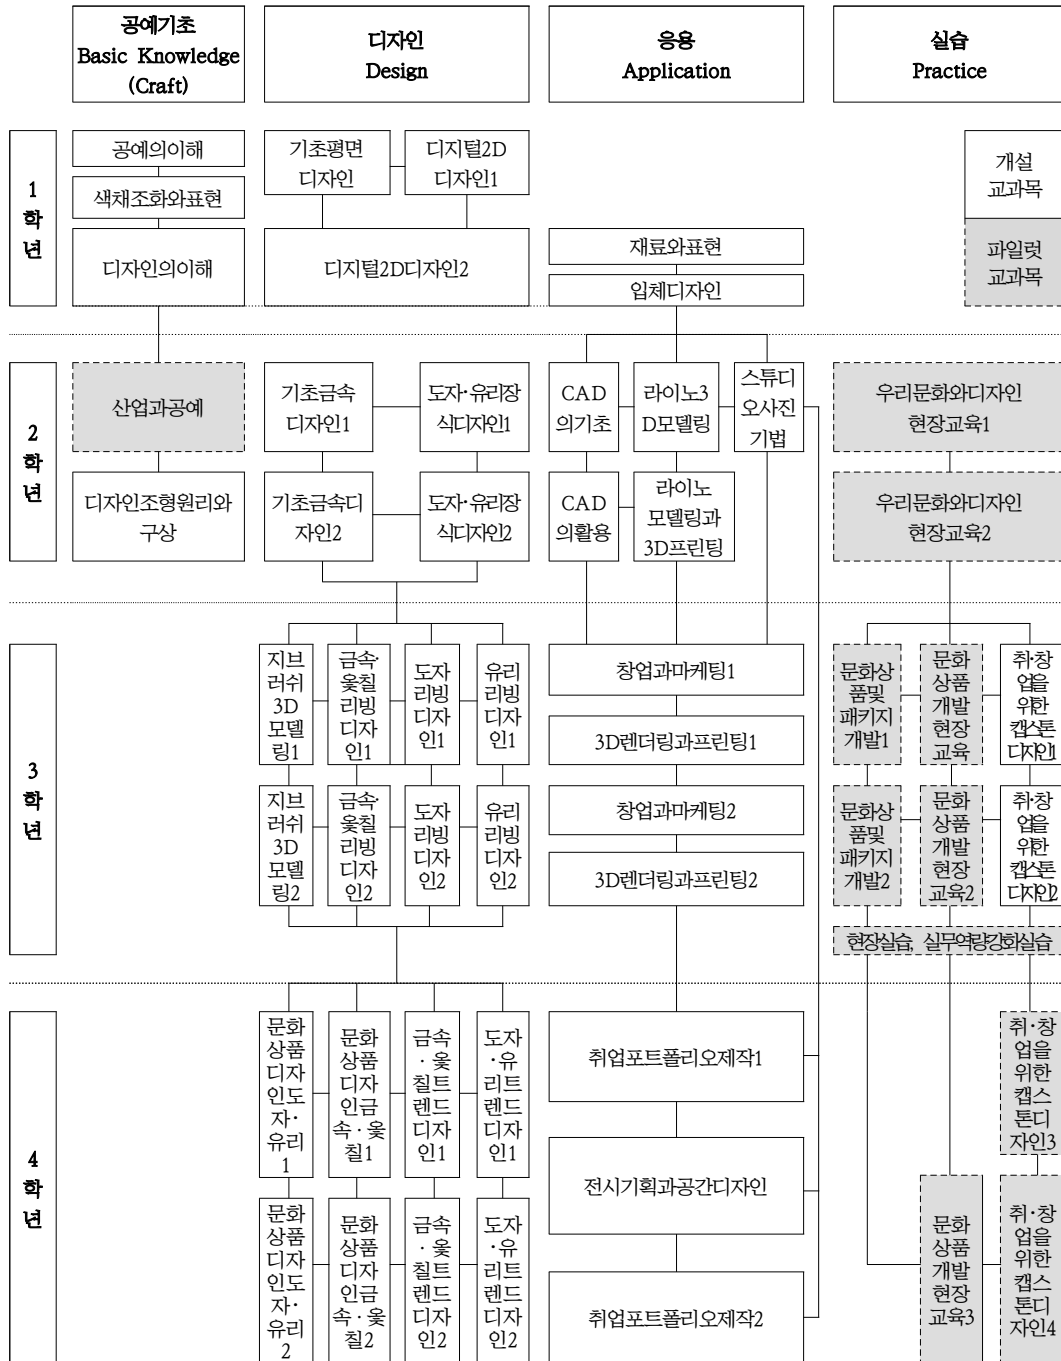 공예기초
Basic Knowledge
(Craft)
디자인
Design
응용
Application
실습
Practice
1
학
년
공예의이해
색채조화와표현
디자인의이해
기초평면
디자인
디지털2D
디자인1
디지털2D디자인2
재료와표현
입체디자인
개설
교과목
파일럿
교과목
2
학
년
산업과공예
디자인조형원리와
구상
기초금속
디자인1
도자·유리장
식디자인1
기초금속디
자인2
도자·유리장
식디자인2
CAD
의기초
라이노3
D모델링
스튜디
오사진
기법
CAD
의활용
라이노
모델링과
3D프린팅
우리문화와디자인
현장교육1
우리문화와디자인
현장교육2
3
학
년
지브
러쉬
3D
모델
링1
금속·
옻칠
리빙
디자
인1
도자
리빙
디자
인1
유리
리빙
디자
인1
지브
러쉬
3D
모델
링2
금속·
옻칠
리빙
디자
인2
도자
리빙
디자
인2
유리
리빙
디자
인2
창업과마케팅1
3D렌더링과프린팅1
창업과마케팅2
3D렌더링과프린팅2
문화상
품및
패키지
개발1
문화
상품
개발
현장
교육
취·창
업을
위한
캡스톤
디자인1
문화상
품및
패키지
개발2
문화
상품
개발
현장
교육2
취·창
업을
위한
캡스톤
디자인2
현장실습, 실무역량강화실습
4
학
년
문화
상품
디자
인도
자·
유리
1
문화
상품
디자
인금
속·옻
칠1
금속
·옻
칠트
렌드
디자
인1
도자
·유
리트
렌드
디자
인1
문화
상품
디자
인도
자·
유리
2
문화
상품
디자
인금
속·옻
칠2
금속
·옻
칠트
렌드
디자
인2
도자
·유
리트
렌드
디자
인2
취업포트폴리오제작1
전시기획과공간디자인
취업포트폴리오제작2
취·창
업을
위한
캡스
톤디
자인3
문화
상품
개발
현장
교육3
취·창
업을
위한
캡스
톤디
자인4